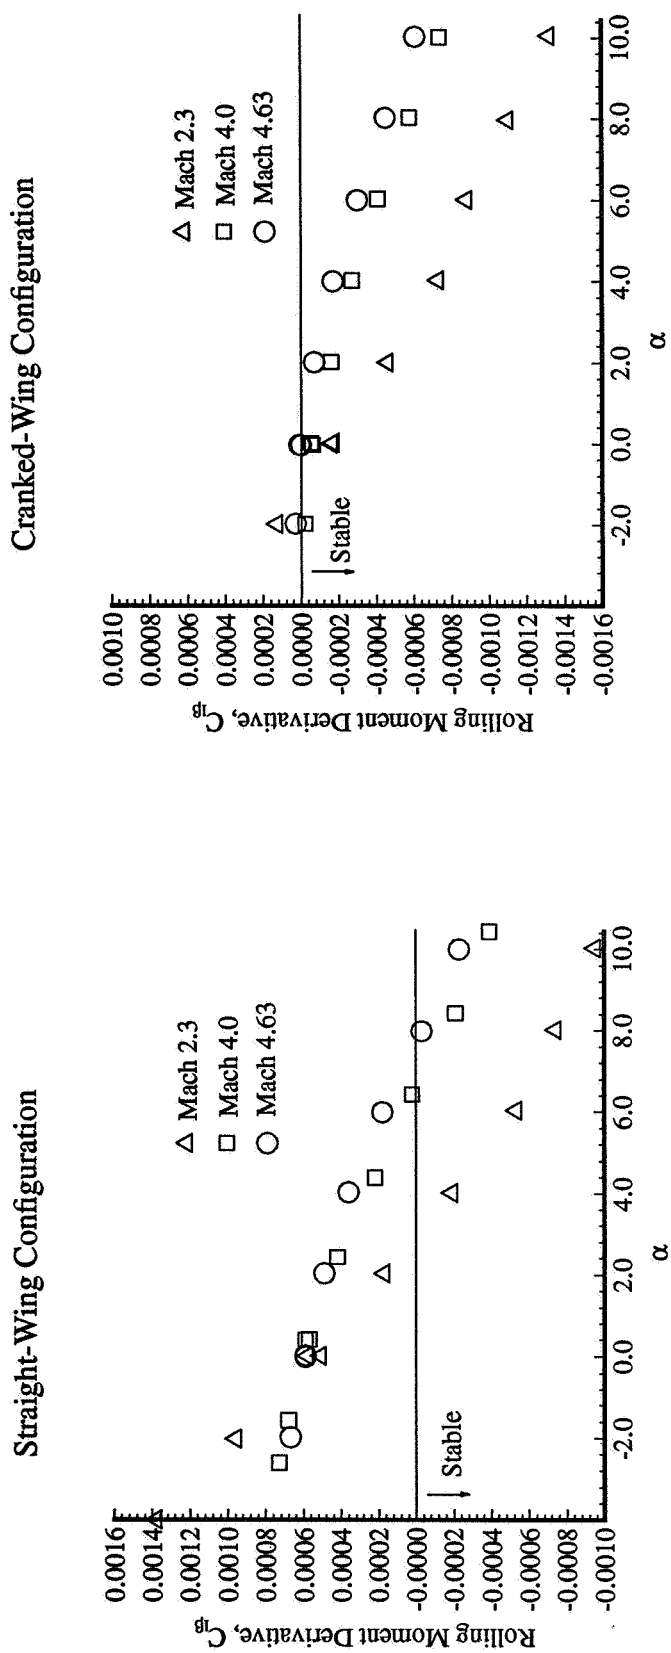 Straight-Wing Configuration
Mach 2.3
Mach 4.0
Mach 4.63
Stable
0.0016
0.0014
0.0010
0.0008
0.0006
0.0004
0.0002
-0.0000
-0.0002
-0.0004
-0.0006
-0.0008
-0.0010
Rolling Moment Derivative, Clβ
-2.0 0.0 2.0 4.0 6.0 8.0 10.0
α
Cranked-Wing Configuration
Mach 2.3
Mach 4.0
Mach 4.63
Stable
0.0010
0.0008
0.0006
0.0004
0.0002
0.0000
-0.0002
-0.0004
-0.0006
-0.0008
-0.0010
-0.0014
-0.0016
Rolling Moment Derivative, Clβ
-2.0 0.0 2.0 4.0 6.0 8.0 10.0
α